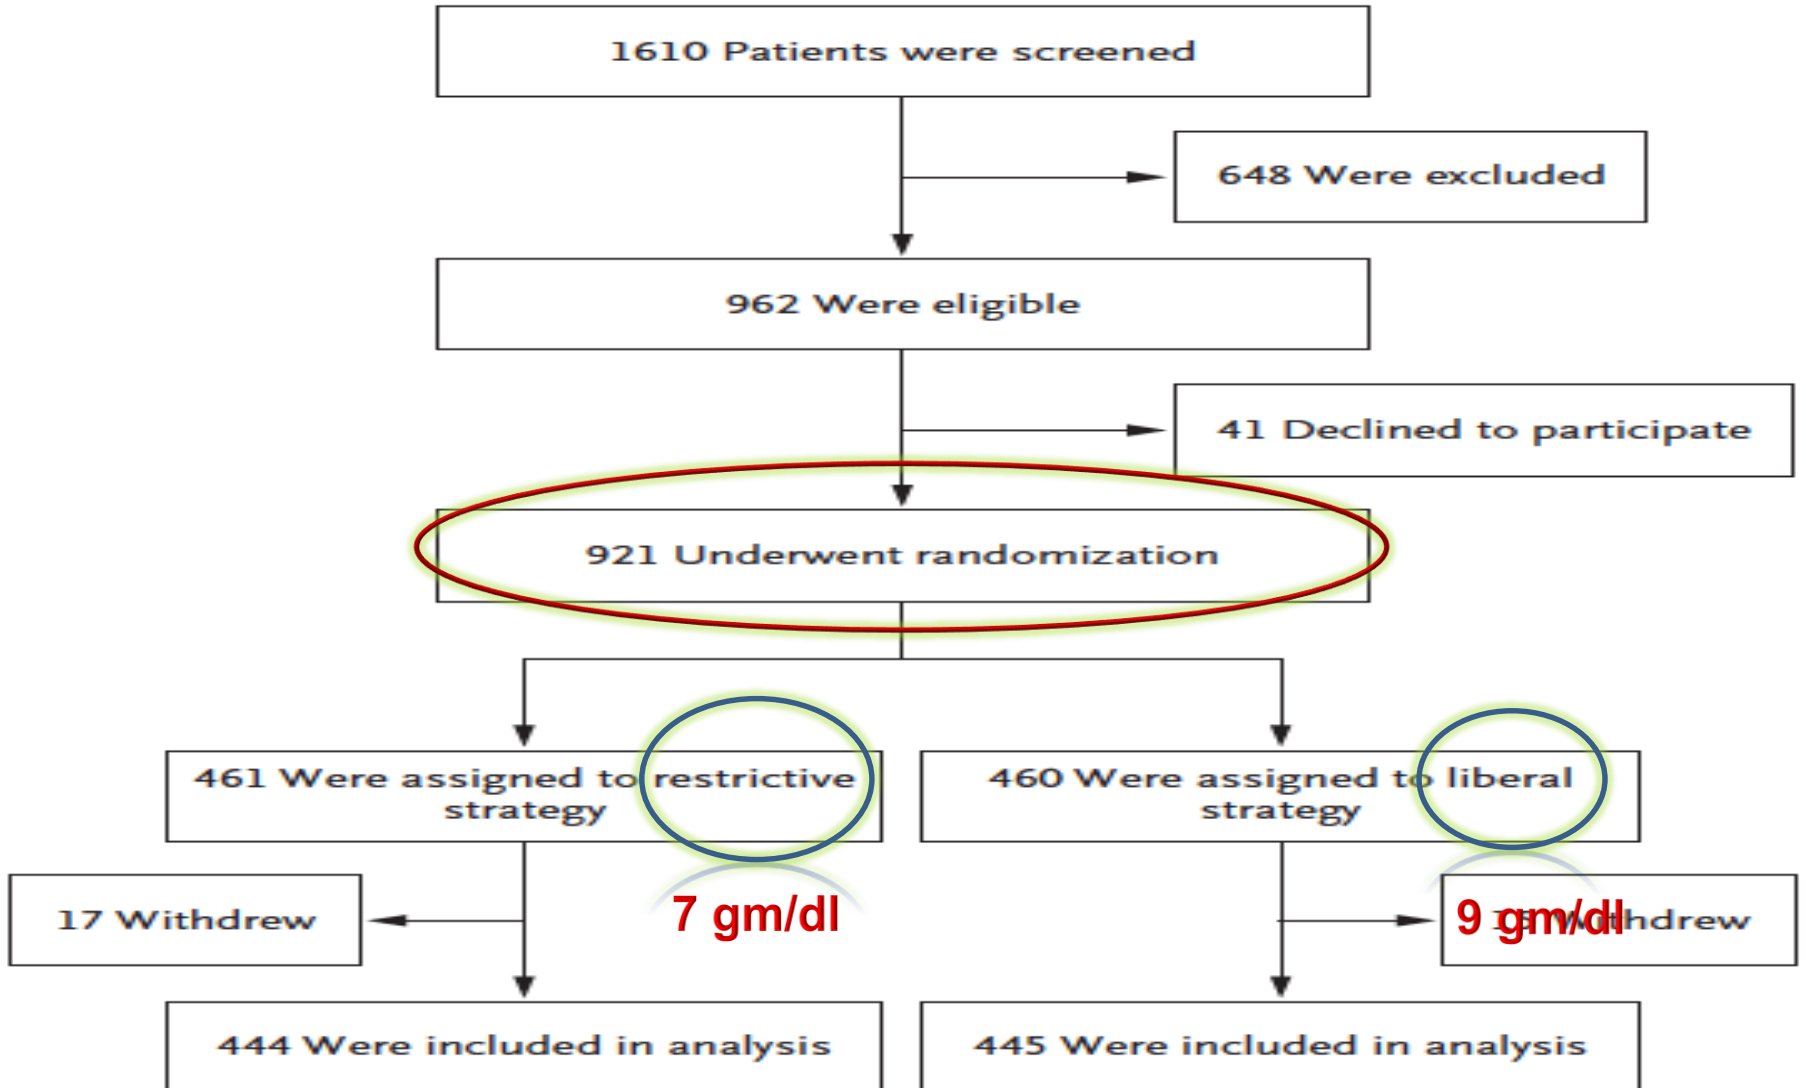 1610 Patients were screened
648 Were excluded
962 Were eligible
41 Declined to participate
921 Underwent randomization
461 Were assigned to restrictive
strategy
460 Were assigned to liberal
strategy
17 Withdrew
7 gm/dl
9 gm/dl
Withdrew
444 Were included in analysis
445 Were included in analysis